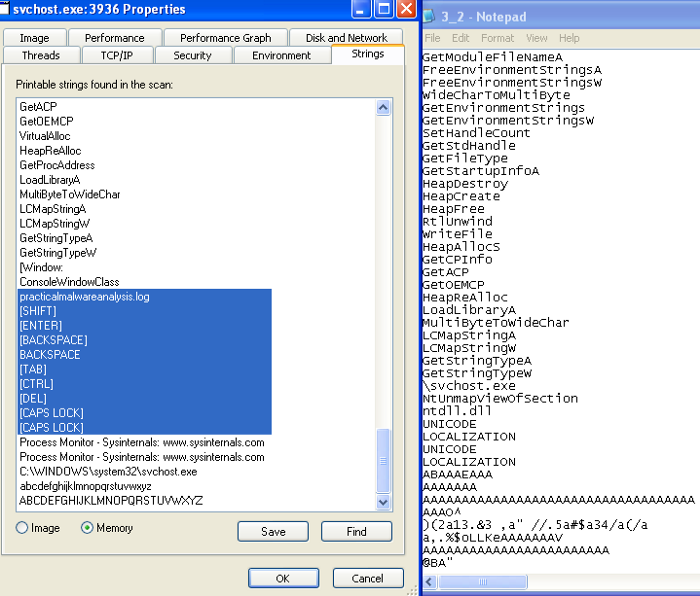 svchost.exe:3936 Properties
Image
Performance
Performance Graph
Disk and Network
Threads
TCP/IP
Security
Environment
Strings
Printable strings found in the scan:
GetACP
GetOEMCP
VirtualAlloc
HeapReAlloc
GetProcAddress
LoadLibraryA
MultiByteToWideChar
LCMapStringA
LCMapStringW
GetStringTypeA
GetStringTypeW
[Window:
ConsoleWindowClass
practicalmalwareanalysis.log
[SHIFT]
[ENTER]
[BACKSPACE]
BACKSPACE
[TAB]
[CTRL]
[DEL]
[CAPS LOCK]
[CAPS LOCK]
Process Monitor - Sysinternals: www.sysinternals.com
Process Monitor - Sysinternals: www.sysinternals.com
C:\WINDOWS\system32\svchost.exe
abcdefghijklmnopqrstuvwxyz
ABCDEFGHIJKLMNOPQRSTUVWXYZ
Image
Memory
Save
Find
OK
Cancel
3_2 - Notepad
File Edit Format View Help
GetModuleFileNameA
FreeEnvironmentStringsA
FreeEnvironmentStringsW
WideCharToMultiByte
GetEnvironmentStrings
GetEnvironmentStringsW
SetHandleCount
GetStdHandle
GetFileType
GetStartupInfoA
HeapDestroy
HeapCreate
HeapFree
RtlUnwind
WriteFile
HeapAllocS
GetCPInfo
GetACP
GetOEMCP
HeapReAlloc
LoadLibraryA
MultiByteToWideChar
LCMapStringA
LCMapStringW
GetStringTypeA
GetStringTypeW
\svchost.exe
NtUnmapViewOfSection
ntdll.dll
UNICODE
LOCALIZATION
UNICODE
LOCALIZATION
ABAAAEAAA
AAAAAAA
AAAAAAAAAAAAAAAAAAAAAAAAAAAAAAAAAAA
AAAO^
)(2a13.&3 ,a" //.5a#$a34/a(/a
a,.%$oLLKeAAAAAAAV
AAAAAAAAAAAAAAAAAAAAAAAA
@BA"